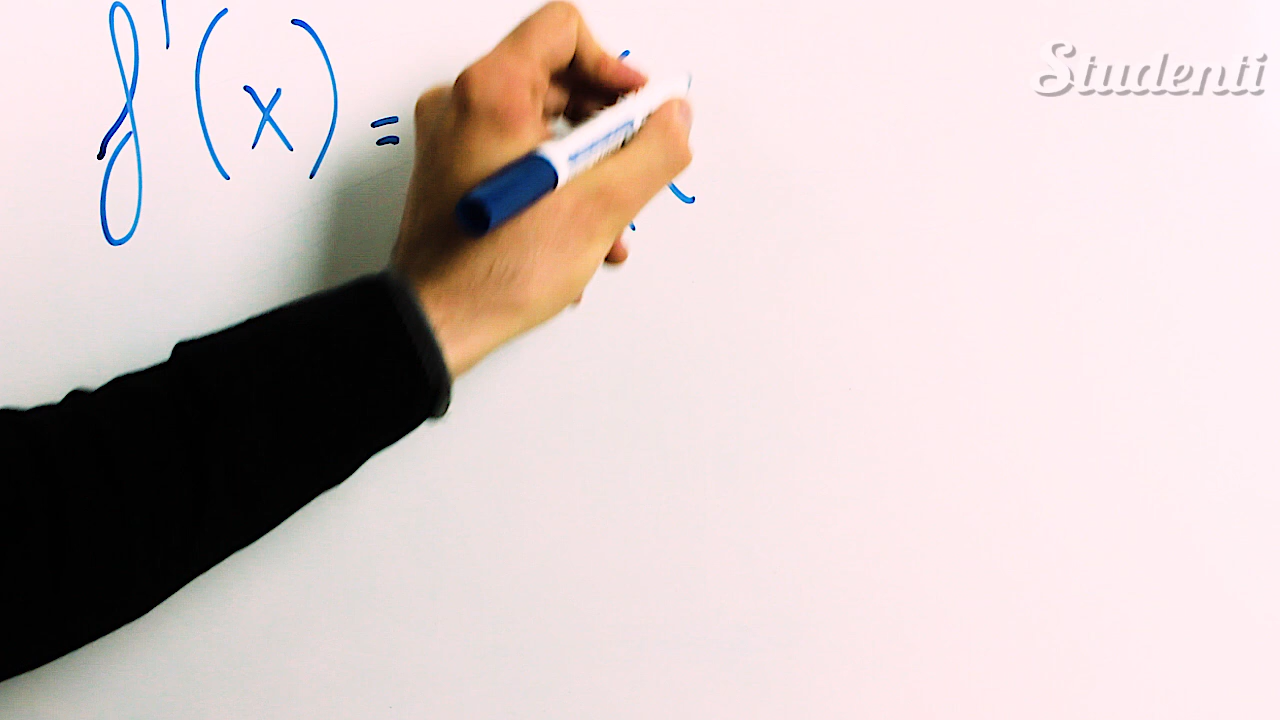 f'(x) =
Studenti